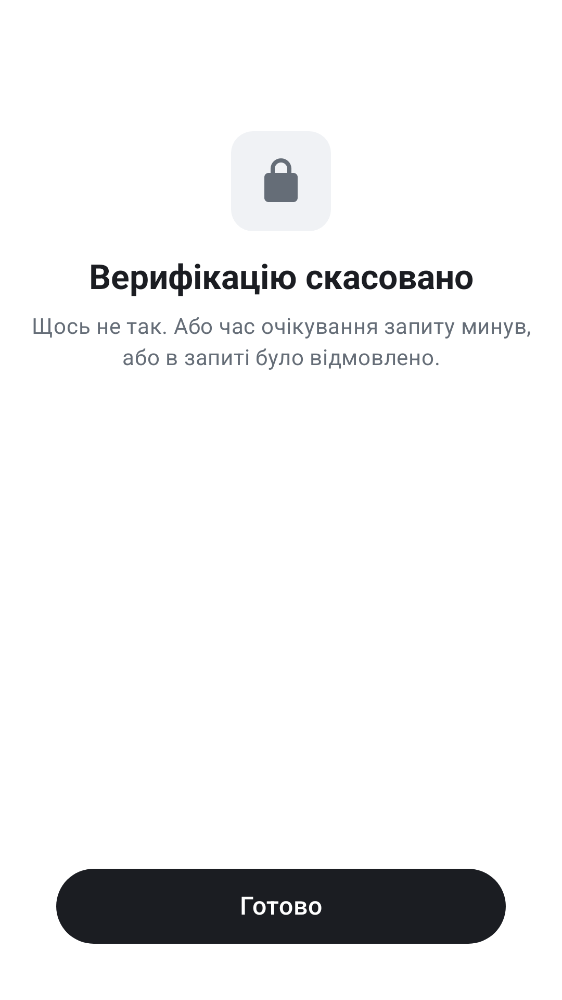 Верифікацію скасовано
Щось не так. Або час очікування запиту минув,
або в запиті було відмовлено.
Готово